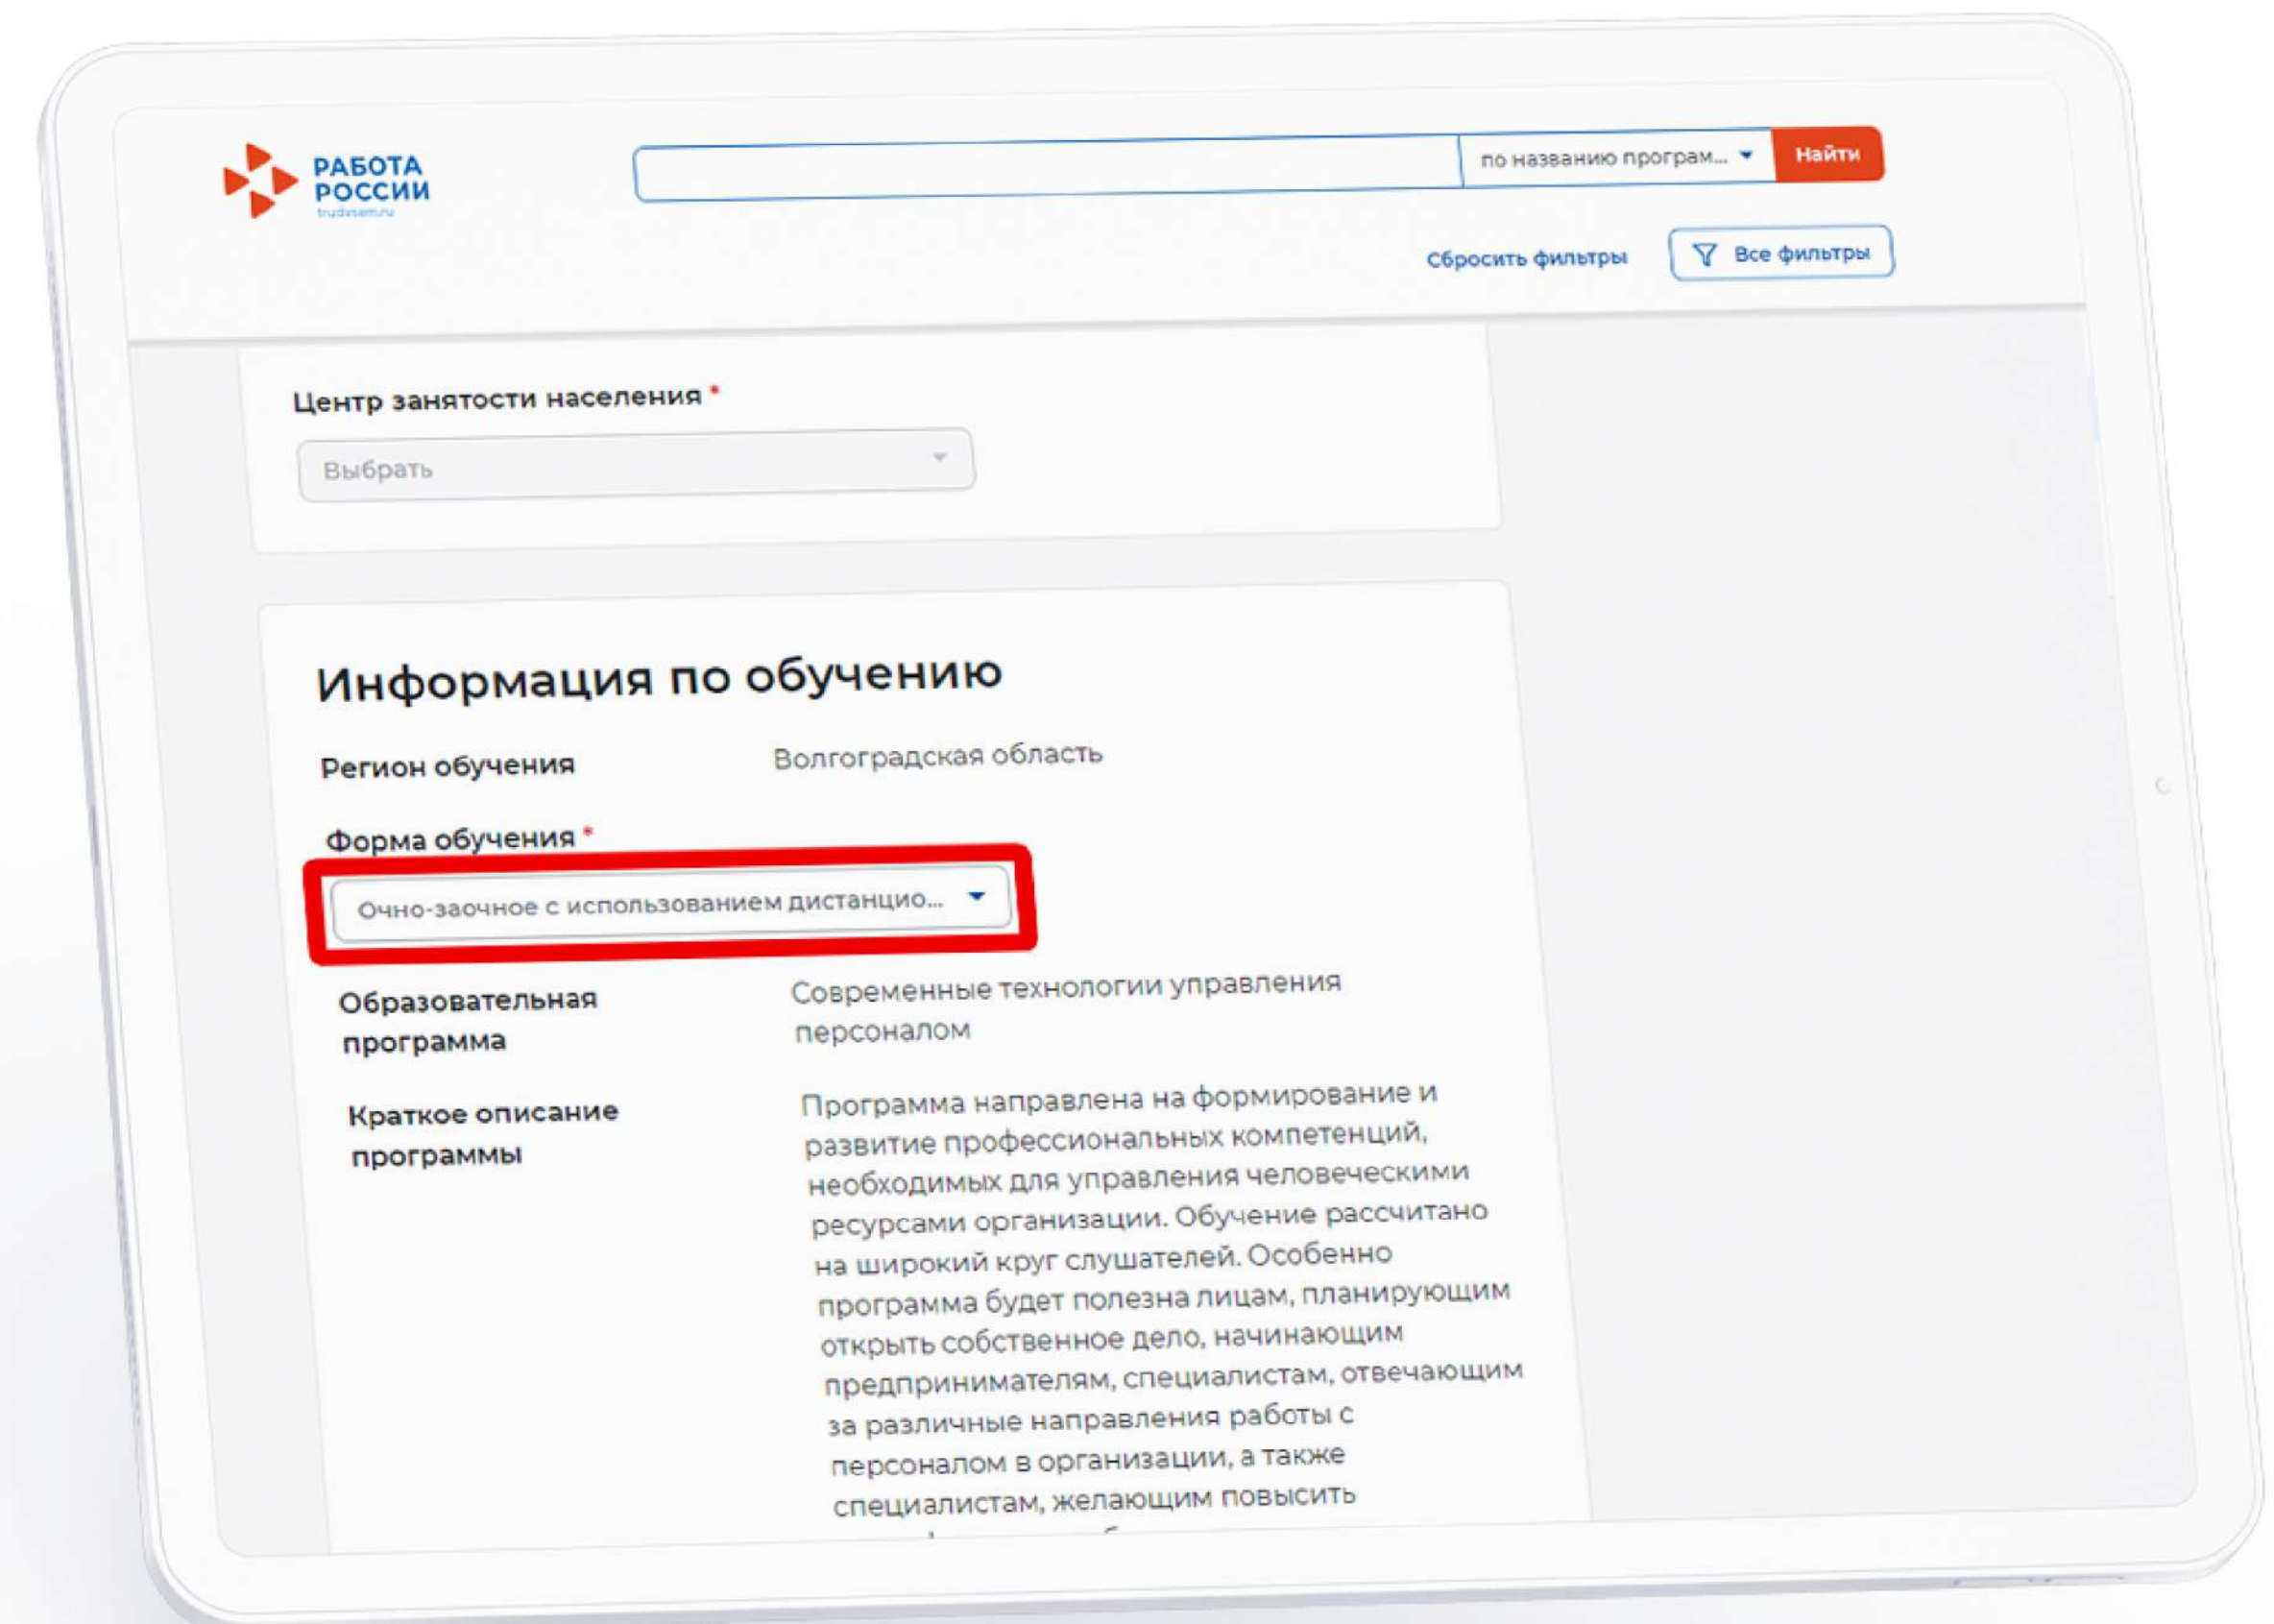 РАБОТА
РОССИИ
trudvsem.ru
по названию програм...
Найти
Сбросить фильтры
Все фильтры
Центр занятости населения *
Выбрать
Информация по обучению
Регион обучения
Волгоградская область
Форма обучения *
Очно-заочное с использованием дистанцио...
Образовательная
программа
Современные технологии управления
персоналом
Краткое описание
программы
Программа направлена на формирование и
развитие профессиональных компетенций,
необходимых для управления человеческими
ресурсами организации. Обучение рассчитано
на широкий круг слушателей. Особенно
программа будет полезна лицам, планирующим
открыть собственное дело, начинающим
предпринимателям, специалистам, отвечающим
за различные направления работы с
персоналом в организации, а также
специалистам, желающим повысить